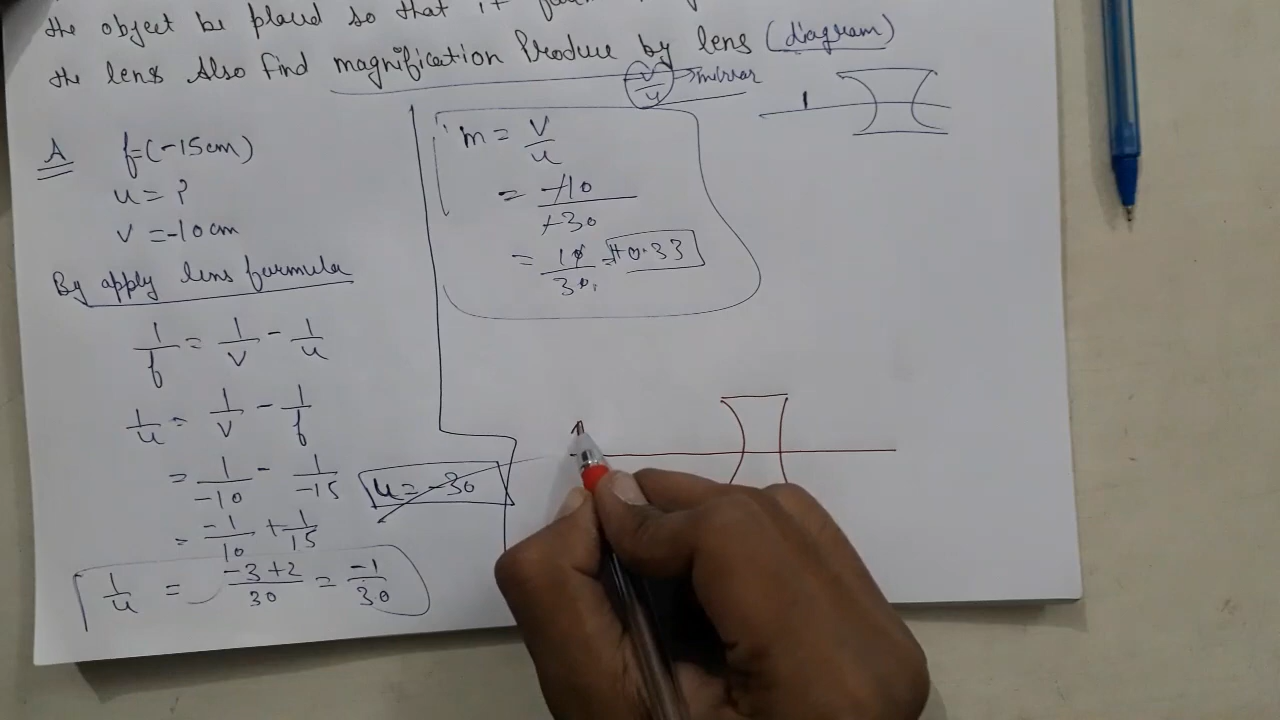 the object be placed so that it
the lens Also find magnification Produce by lens (diagram)
v/u → mirror
A f=(-15cm)
u = ?
v = -10cm
By apply lens farmula
1/f = 1/v - 1/u
1/u = 1/v - 1/f
= 1/-10 - 1/-15
= -1/10 + 1/15
1/u = -3+2/30 = -1/30
u = -30
m = v/u
= -10/-30
= 10/30 = +0.33